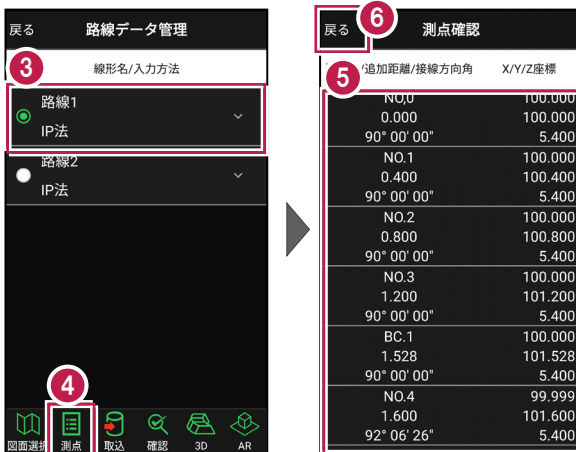 戻る
路線データ管理
3
線形名/入力方法
路線1
IP法
路線2
IP法
4
図面選択
測点
取込
確認
3D
AR
6
戻る
測点確認
5
/追加距離/接線方向角
X/Y/Z座標
NO,0
100.000
0.000
100.000
90° 00' 00"
5.400
NO.1
100.000
0.400
100.400
90° 00' 00"
5.400
NO.2
100.000
0.800
100.800
90° 00' 00"
5.400
NO.3
100.000
1.200
101.200
90° 00' 00"
5.400
BC.1
100.000
1.528
101.528
90° 00' 00"
5.400
NO.4
99.999
1.600
101.600
92° 06' 26"
5.400